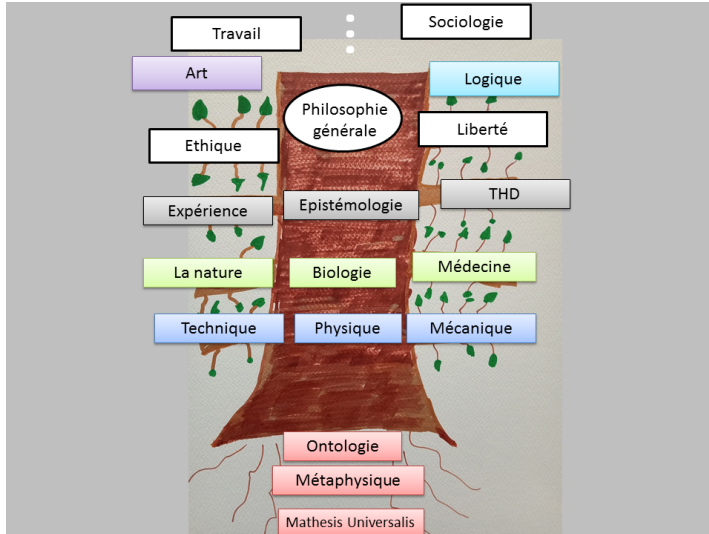 Travail
Sociologie
Art
Logique
Philosophie
générale
Ethique
Liberté
Expérience
Epistémologie
THD
La nature
Biologie
Médecine
Technique
Physique
Mécanique
Ontologie
Métaphysique
Mathesis Universalis